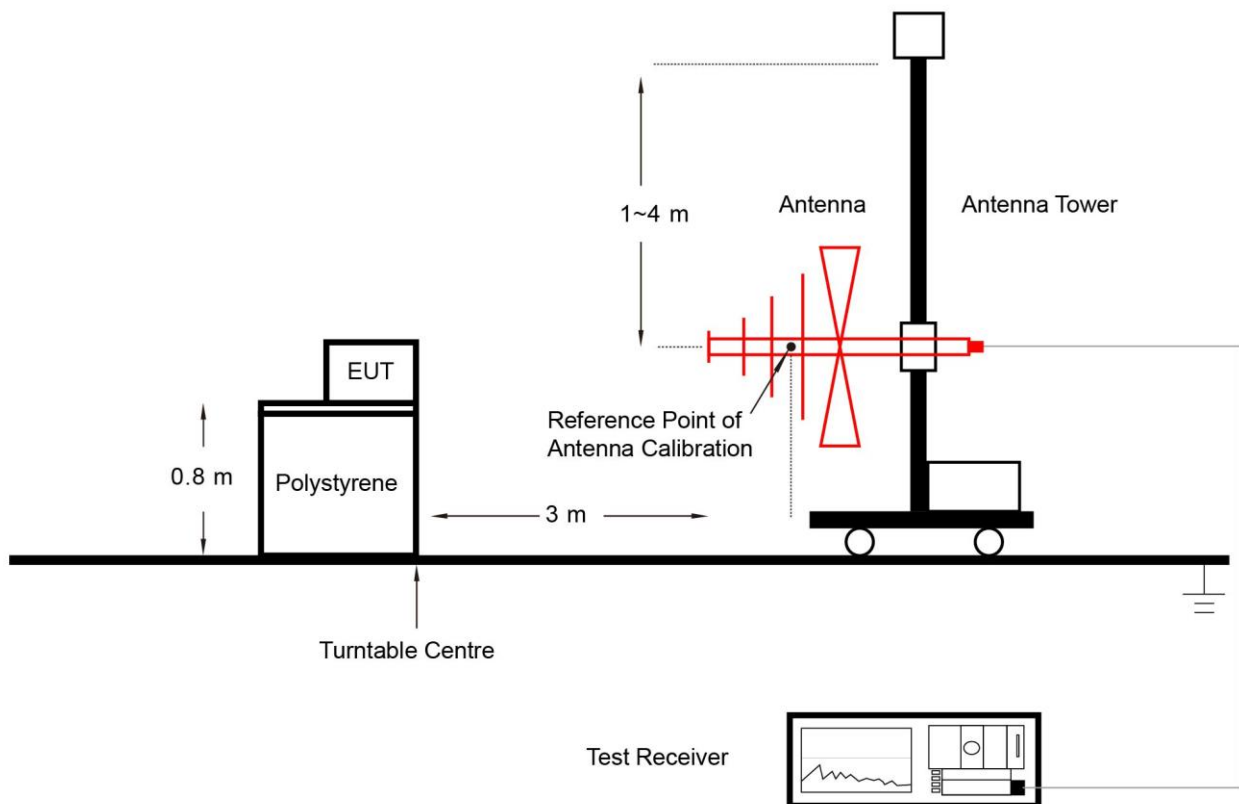 1~4 m
Antenna
Antenna Tower
EUT
Reference Point of
Antenna Calibration
0.8 m
Polystyrene
3 m
Turntable Centre
Test Receiver